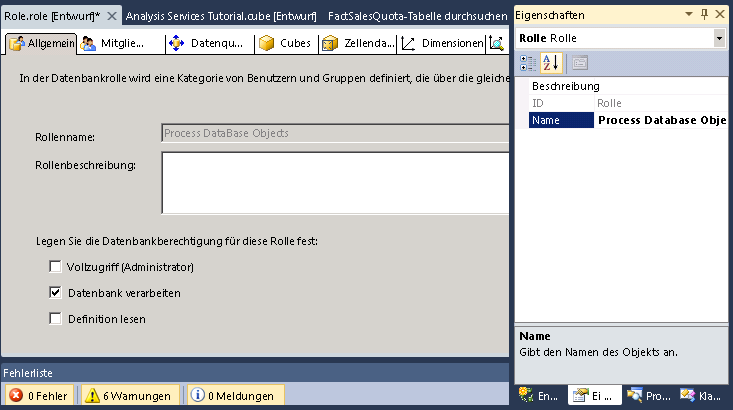 Role.role [Entwurf]* Analysis Services Tutorial.cube [Entwurf] FactSalesQuota-Tabelle durchsuchen
Allgemein Mitglie... Datenqu... Cubes Zellenda... Dimensionen
In der Datenbankrolle wird eine Kategorie von Benutzern und Gruppen definiert, die über die gleiche
Rollenname: Process DataBase Objects
Rollenbeschreibung:
Legen Sie die Datenbankberechtigung für diese Rolle fest:
Vollzugriff (Administrator)
Datenbank verarbeiten
Definition lesen
Fehlerliste
0 Fehler 6 Warnungen 0 Meldungen
Eigenschaften
Rolle Rolle
Beschreibung
ID Rolle
Name Process Database Obje
Name
Gibt den Namen des Objekts an.
En... Ei ... Pro... Kla...